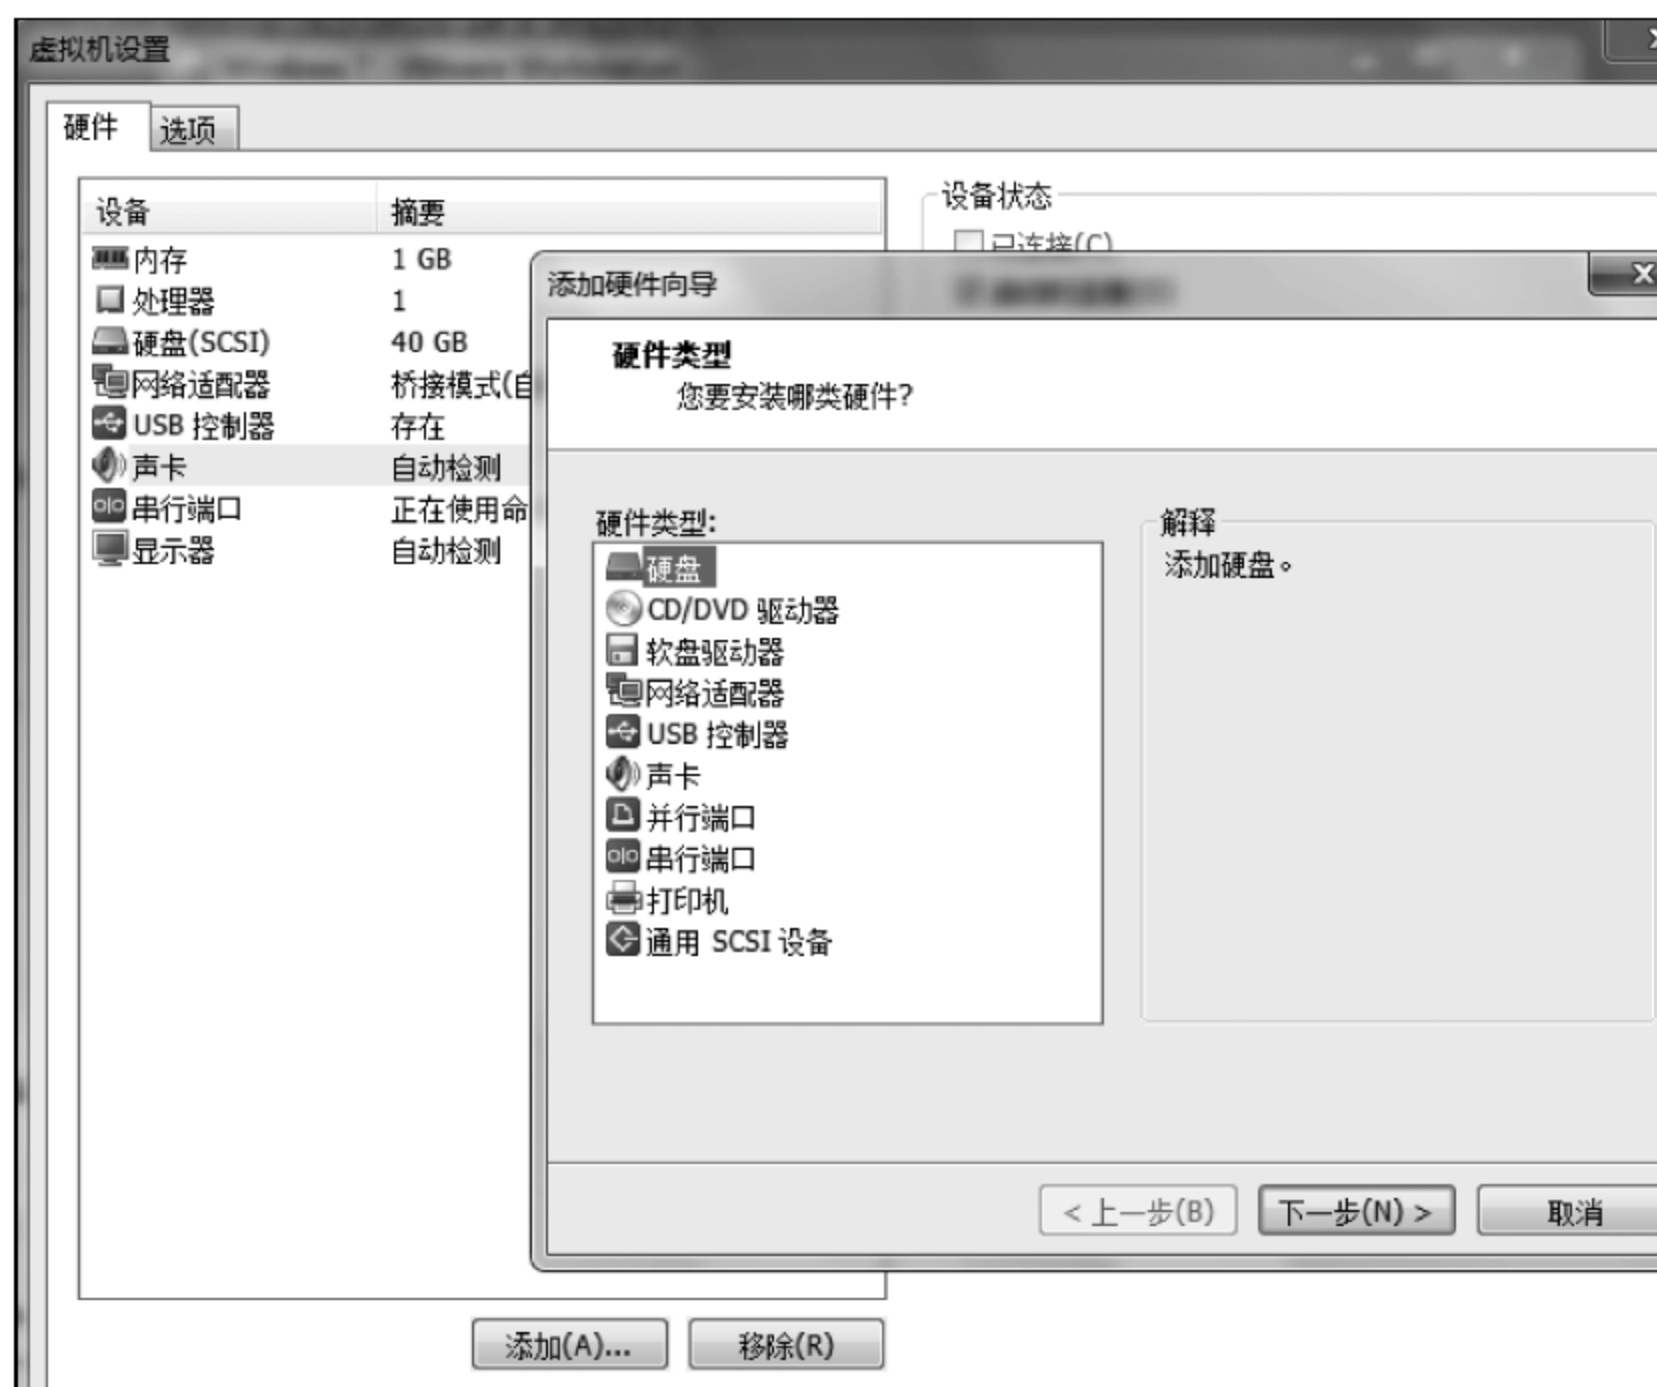 虚拟机设置
硬件 选项
设备 摘要
内存 1 GB
处理器 1
硬盘(SCSI) 40 GB
网络适配器 桥接模式(自
USB 控制器 存在
声卡 自动检测
串行端口 正在使用命
显示器 自动检测
设备状态
已连接(C)
添加硬件向导
硬件类型
您要安装哪类硬件?
硬件类型:
硬盘
CD/DVD 驱动器
软盘驱动器
网络适配器
USB 控制器
声卡
并行端口
串行端口
打印机
通用 SCSI 设备
解释
添加硬盘。
< 上一步(B) 下一步(N) > 取消
添加(A)... 移除(R)